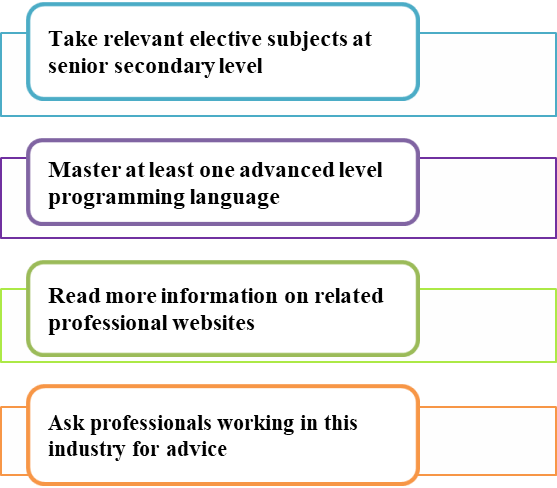 Take relevant elective subjects at
senior secondary level
Master at least one advanced level
programming language
Read more information on related
professional websites
Ask professionals working in this
industry for advice